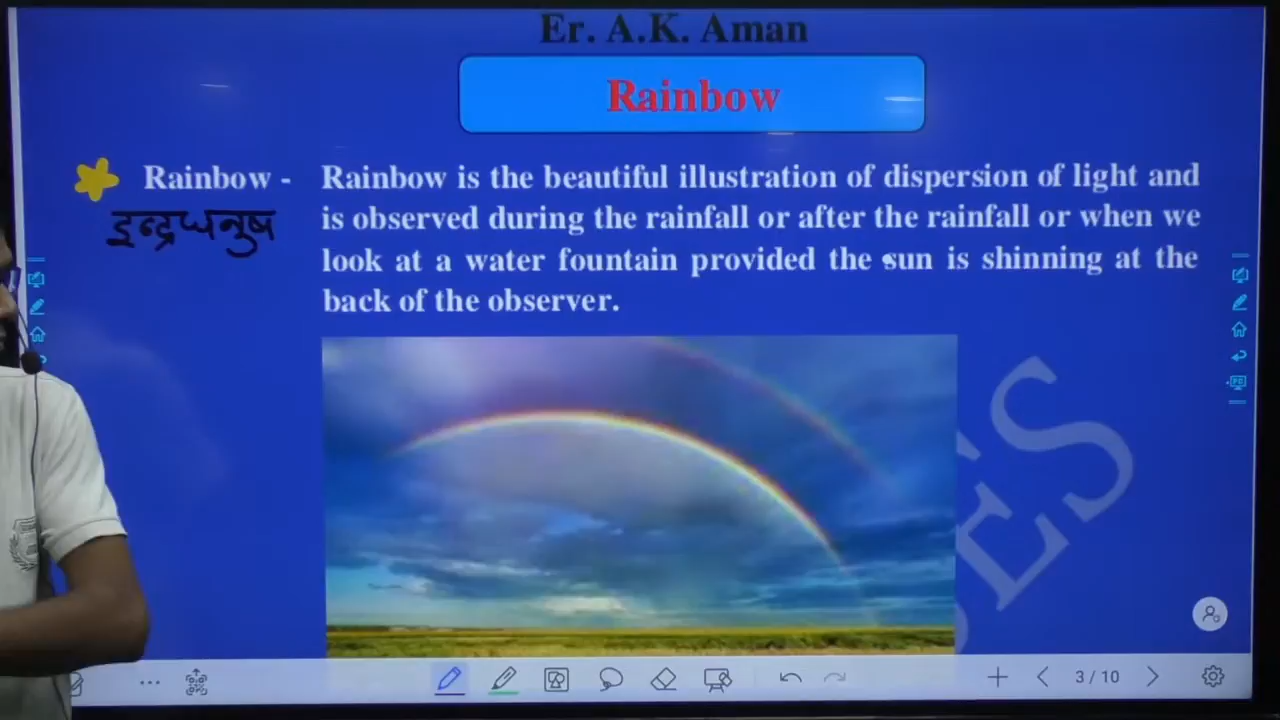 Er. A.K. Aman
Rainbow
Rainbow - Rainbow is the beautiful illustration of dispersion of light and
इन्द्रधनुष is observed during the rainfall or after the rainfall or when we
look at a water fountain provided the sun is shinning at the
back of the observer.
ES
3 / 10